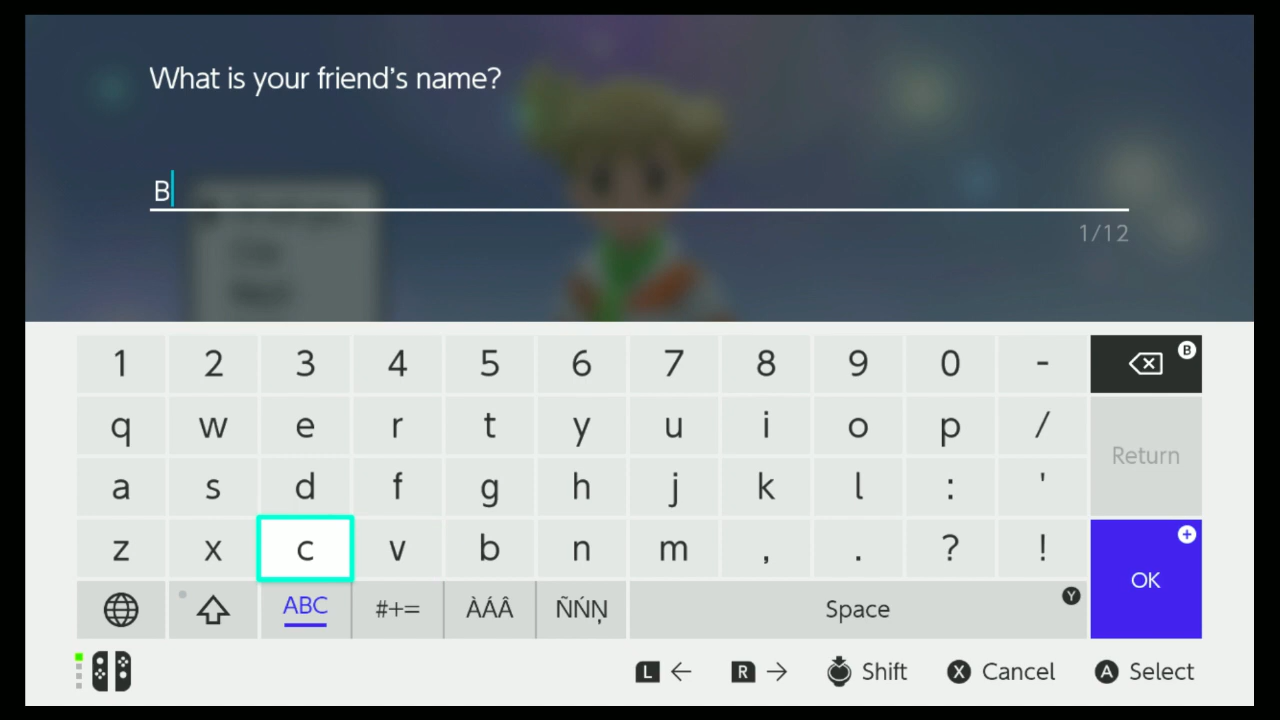 What is your friend's name?
B
1/12
1 2 3 4 5 6 7 8 9 0 - B
q w e r t y u i o p /
Return
a s d f g h j k l : '
z x c v b n m , . ? ! +
OK
ABC #+= ÀÁÂ ÑŃŅ Space Y
L ← R → Shift X Cancel A Select